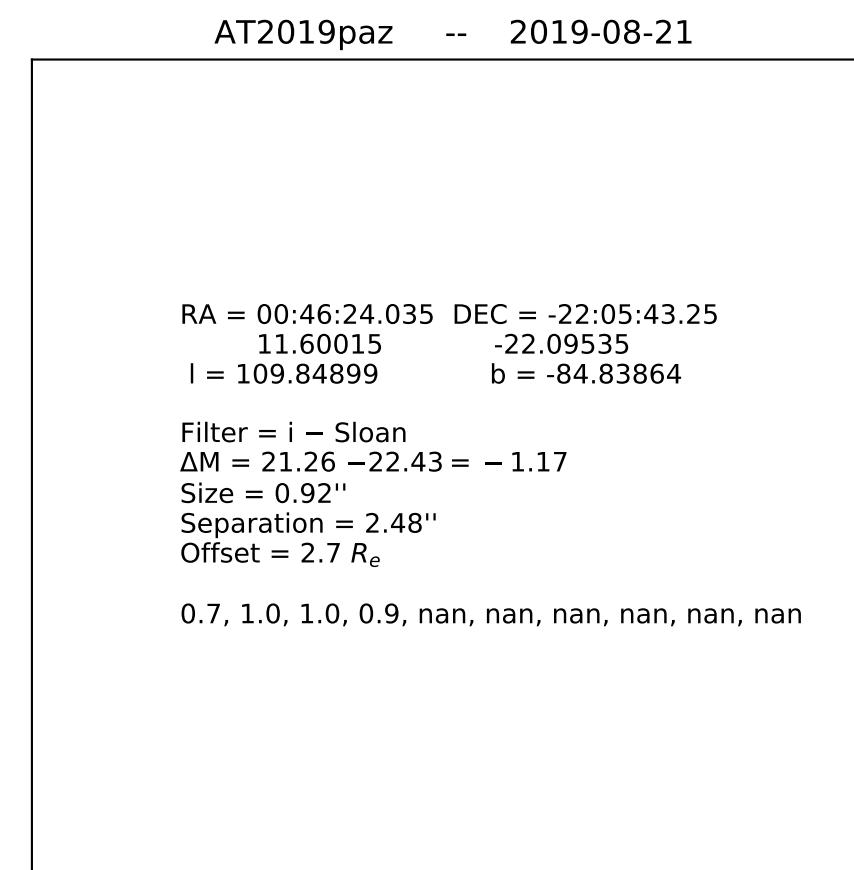 AT2019paz -- 2019-08-21
RA = 00:46:24.035 DEC = -22:05:43.25
11.60015 -22.09535
l = 109.84899 b = -84.83864
Filter = i − Sloan
ΔM = 21.26 −22.43 = − 1.17
Size = 0.92''
Separation = 2.48''
Offset = 2.7 Re
0.7, 1.0, 1.0, 0.9, nan, nan, nan, nan, nan, nan